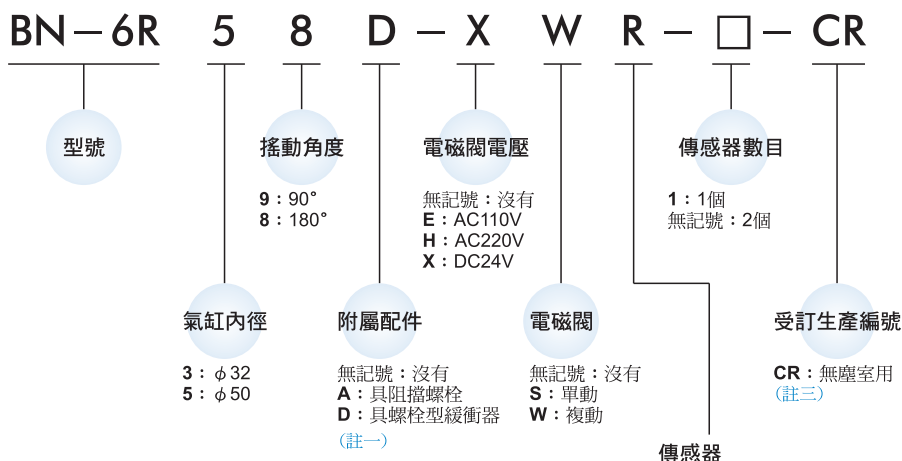 BN－6R 5 8 D － X W R － □ － CR
型號
搖動角度
9：90°
8：180°
電磁閥電壓
無記號：沒有
E：AC110V
H：AC220V
X：DC24V
傳感器數目
1：1個
無記號：2個
氣缸內徑
3：φ32
5：φ50
附屬配件
無記號：沒有
A：具阻擋螺栓
D：具螺栓型緩衝器
(註一)
電磁閥
無記號：沒有
S：單動
W：複動
受訂生產編號
CR：無塵室用
(註三)
傳感器